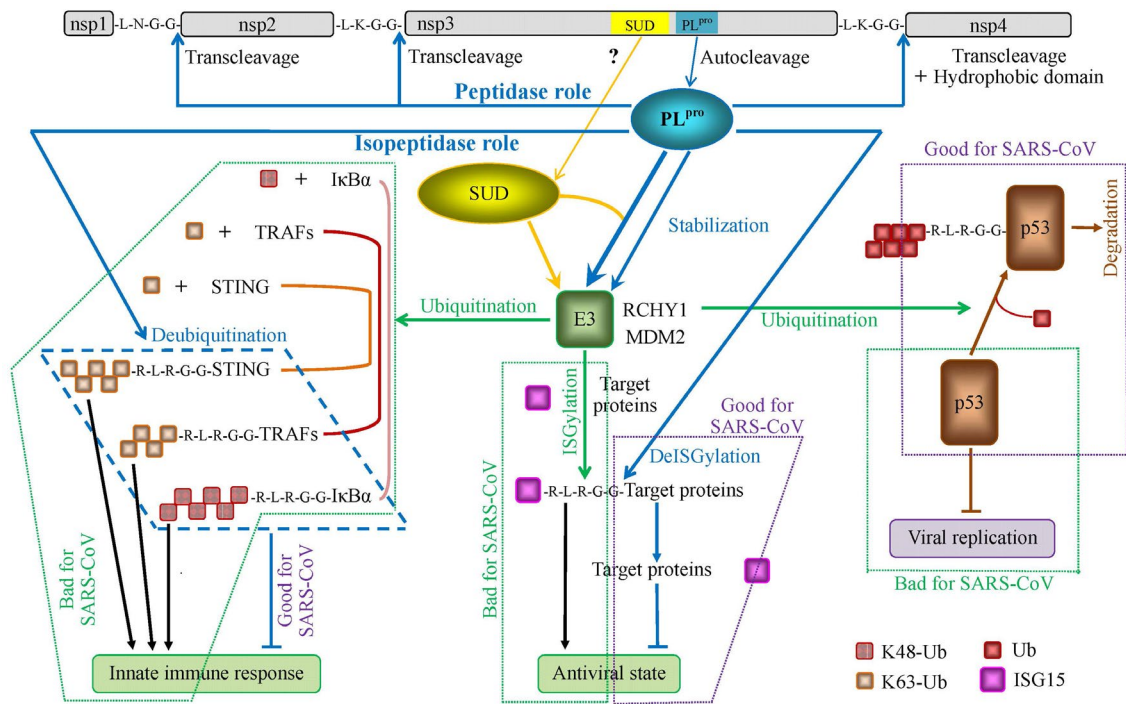 nsp1 -L-N-G-G- nsp2 -L-K-G-G- nsp3 SUD PLpro -L-K-G-G- nsp4
Transcleavage
Transcleavage
?
Autocleavage
Transcleavage
+ Hydrophobic domain
Peptidase role
PLpro
Isopeptidase role
Good for SARS-CoV
+ IκBα
SUD
Stabilization
-R-L-R-G-G-
p53
Degradation
+ TRAFs
+ STING
Ubiquitination
E3
RCHY1
MDM2
Ubiquitination
Deubiquitination
-R-L-R-G-G-STING
ISGylation
Target
proteins
Good for
SARS-CoV
p53
-R-L-R-G-G-TRAFs
DeISGylation
-R-L-R-G-G-IκBα
-R-L-R-G-G-Target proteins
Viral replication
Bad for SARS-CoV
Bad for
SARS-CoV
Good for
SARS-CoV
Bad for SARS-CoV
Target proteins
Innate immune response
Antiviral state
K48-Ub
Ub
K63-Ub
ISG15